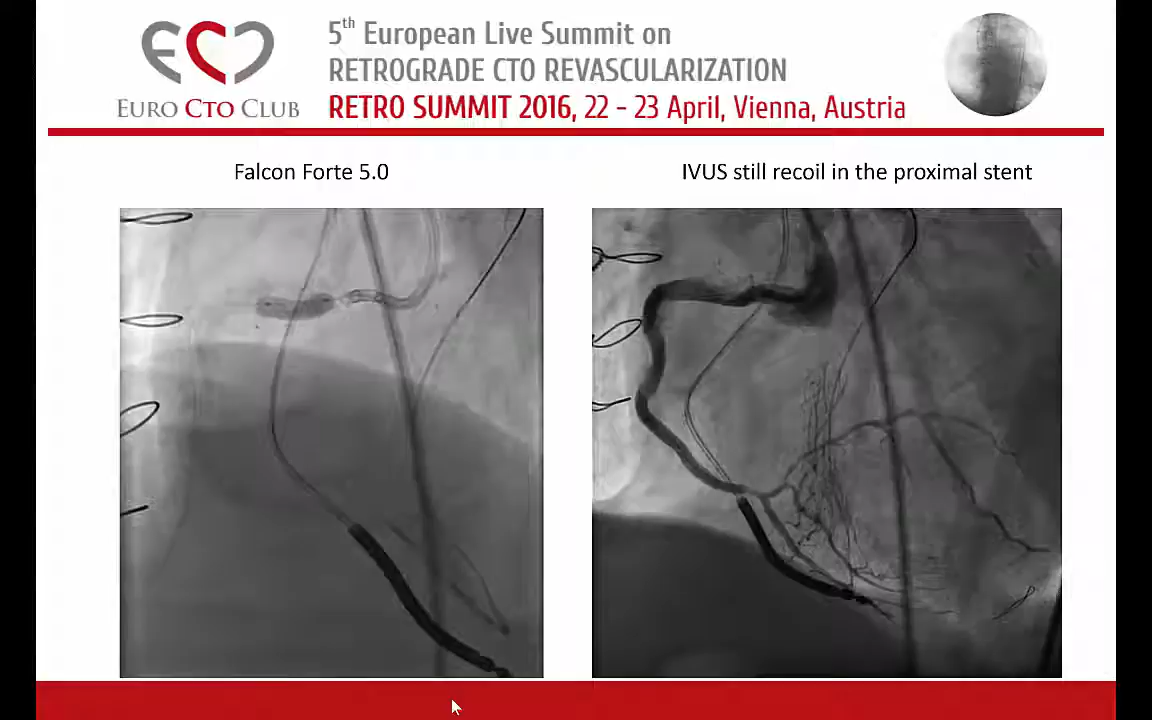 5th European Live Summit on
RETROGRADE CTO REVASCULARIZATION
RETRO SUMMIT 2016, 22 - 23 April, Vienna, Austria
EURO CTO CLUB
Falcon Forte 5.0
IVUS still recoil in the proximal stent